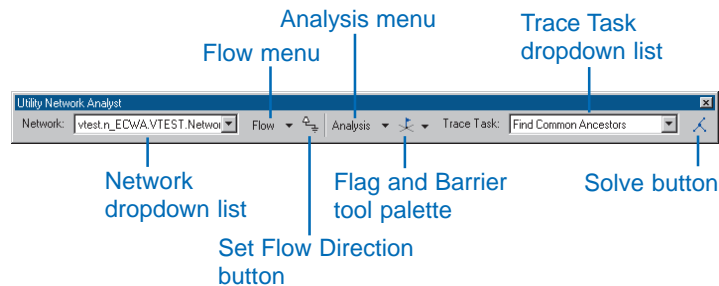 Analysis menu
Trace Task
dropdown list
Flow menu
Utility Network Analyst
Network: vtest.n_ECWA.VTEST.Networ Flow Analysis Trace Task: Find Common Ancestors
Network
dropdown list
Flag and Barrier
tool palette
Solve button
Set Flow Direction
button